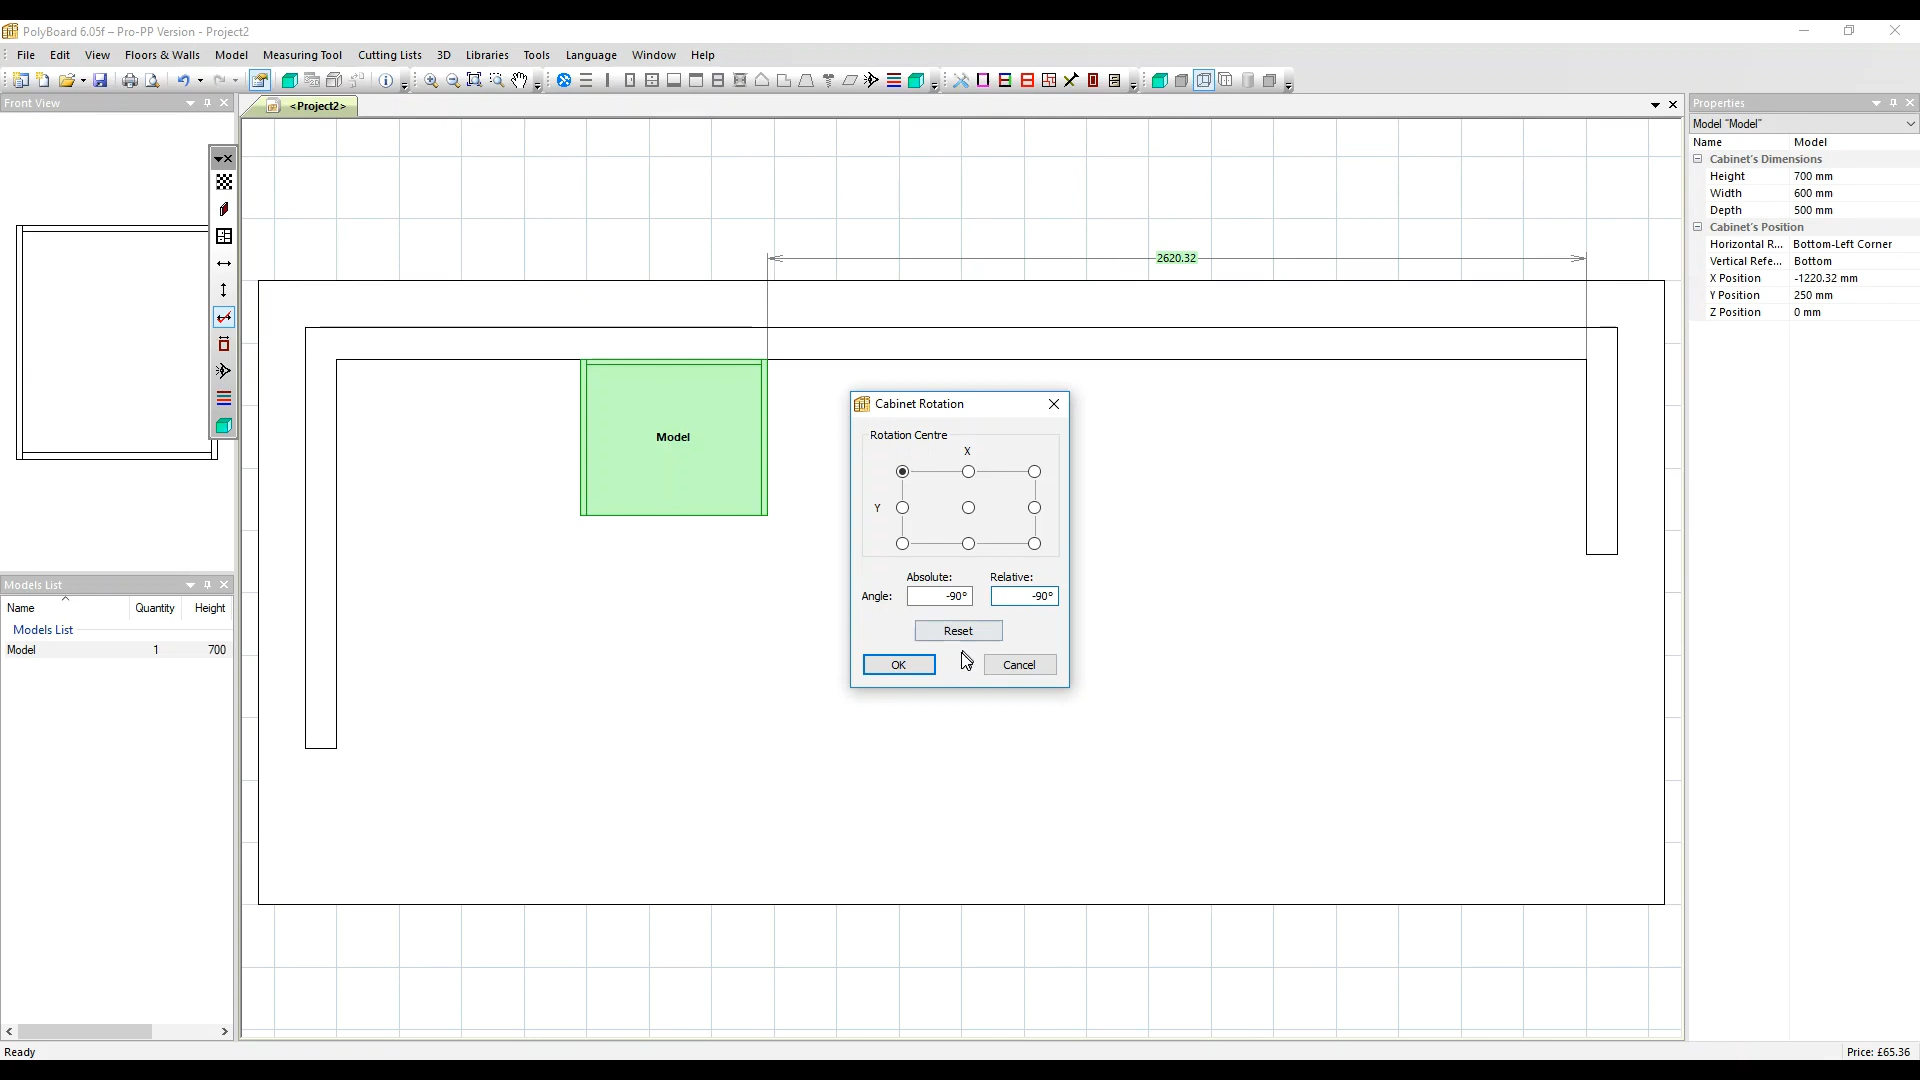 PolyBoard 6.05f – Pro-PP Version - Project2
File Edit View Floors & Walls Model Measuring Tool Cutting Lists 3D Libraries Tools Language Window Help
Front View
<Project2>
Properties
Model "Model"
Name Model
Cabinet's Dimensions
Height 700 mm
Width 600 mm
Depth 500 mm
Cabinet's Position
Horizontal R... Bottom-Left Corner
Vertical Refe... Bottom
X Position -1220.32 mm
Y Position 250 mm
Z Position 0 mm
2620.32
Model
Cabinet Rotation
Rotation Centre
X
Y
Absolute: Relative:
Angle: -90° -90°
Reset
OK Cancel
Models List
Name Quantity Height
Models List
Model 1 700
Ready
Price: £65.36